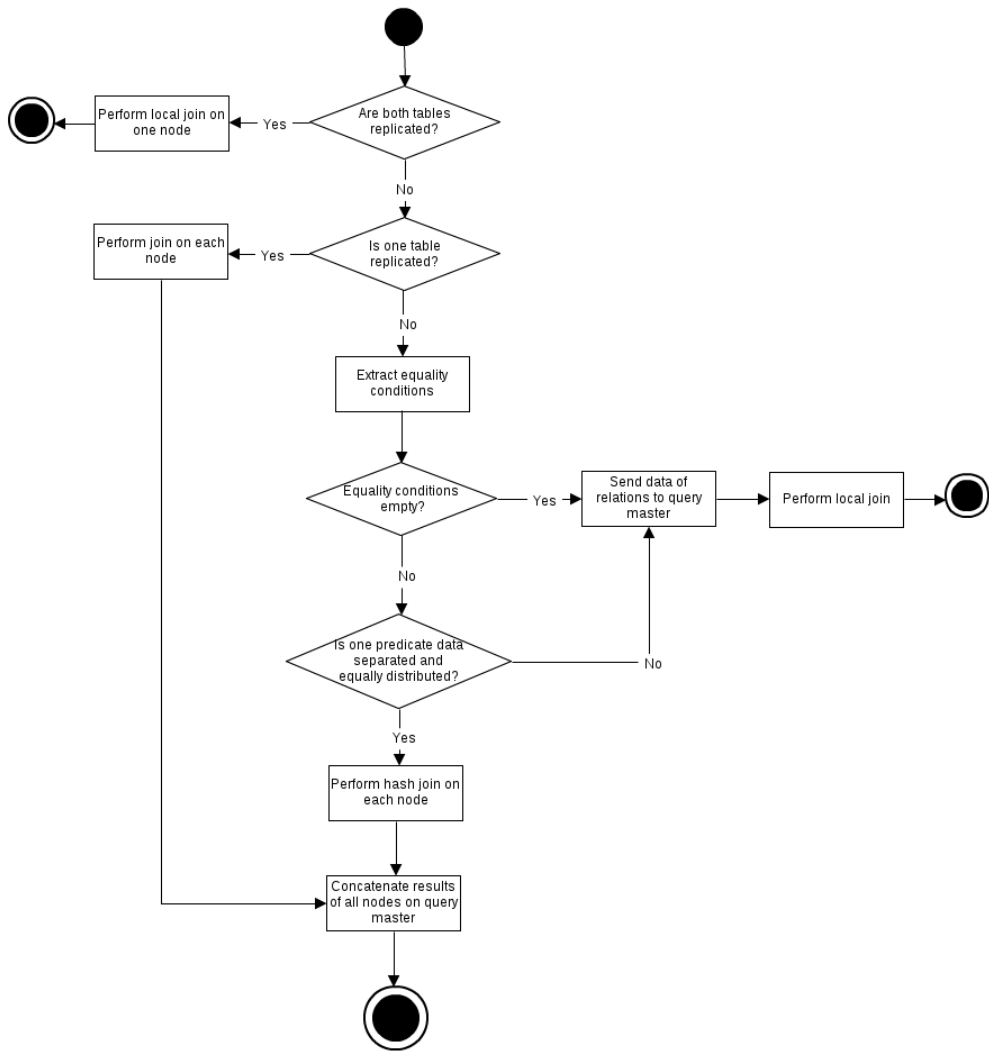 Are both tables
replicated?
Yes
Perform local join on
one node
No
Is one table
replicated?
Yes
Perform join on each
node
No
Extract equality
conditions
Equality conditions
empty?
Yes
Send data of
relations to query
master
Perform local join
No
Is one predicate data
separated and
equally distributed?
No
Yes
Perform hash join on
each node
Concatenate results
of all nodes on query
master